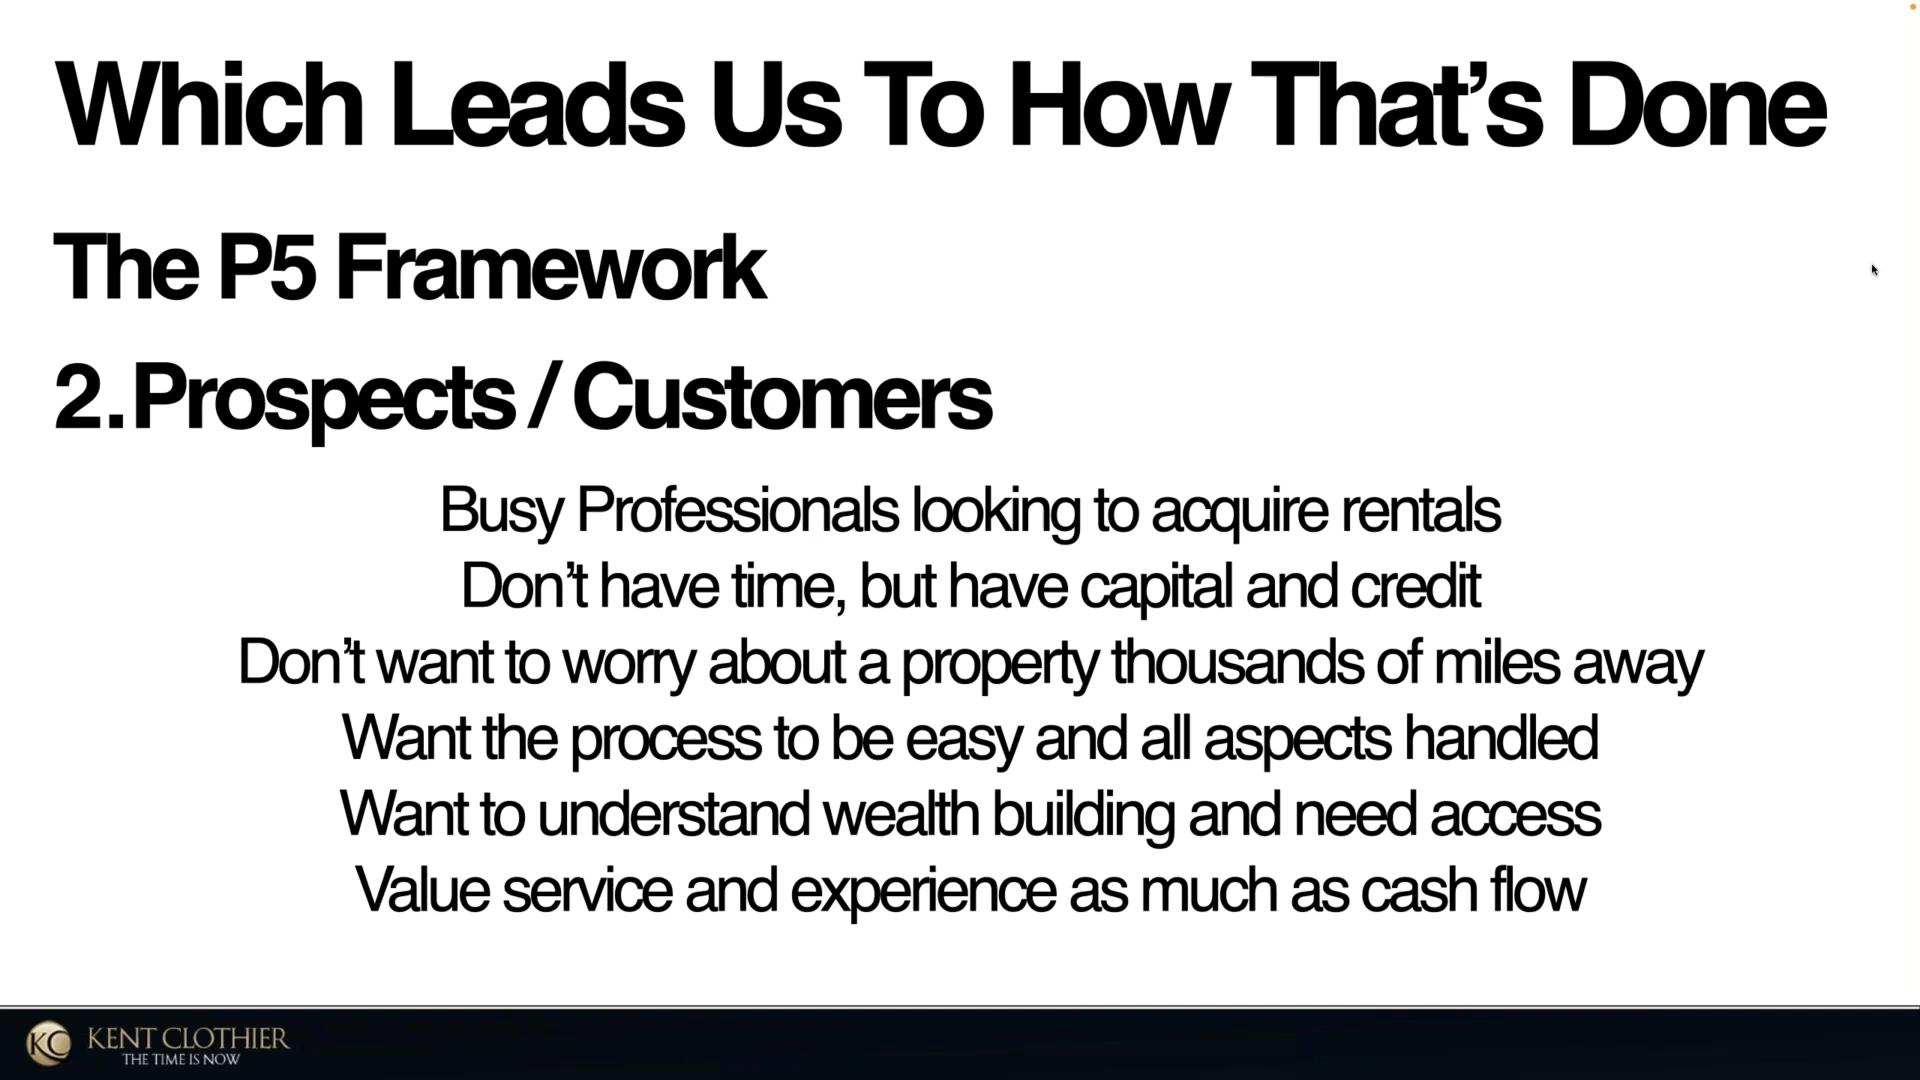 Which Leads Us To How That’s Done
The P5 Framework
2. Prospects / Customers
Busy Professionals looking to acquire rentals
Don’t have time, but have capital and credit
Don’t want to worry about a property thousands of miles away
Want the process to be easy and all aspects handled
Want to understand wealth building and need access
Value service and experience as much as cash flow
KC KENT CLOTHIER
THE TIME IS NOW